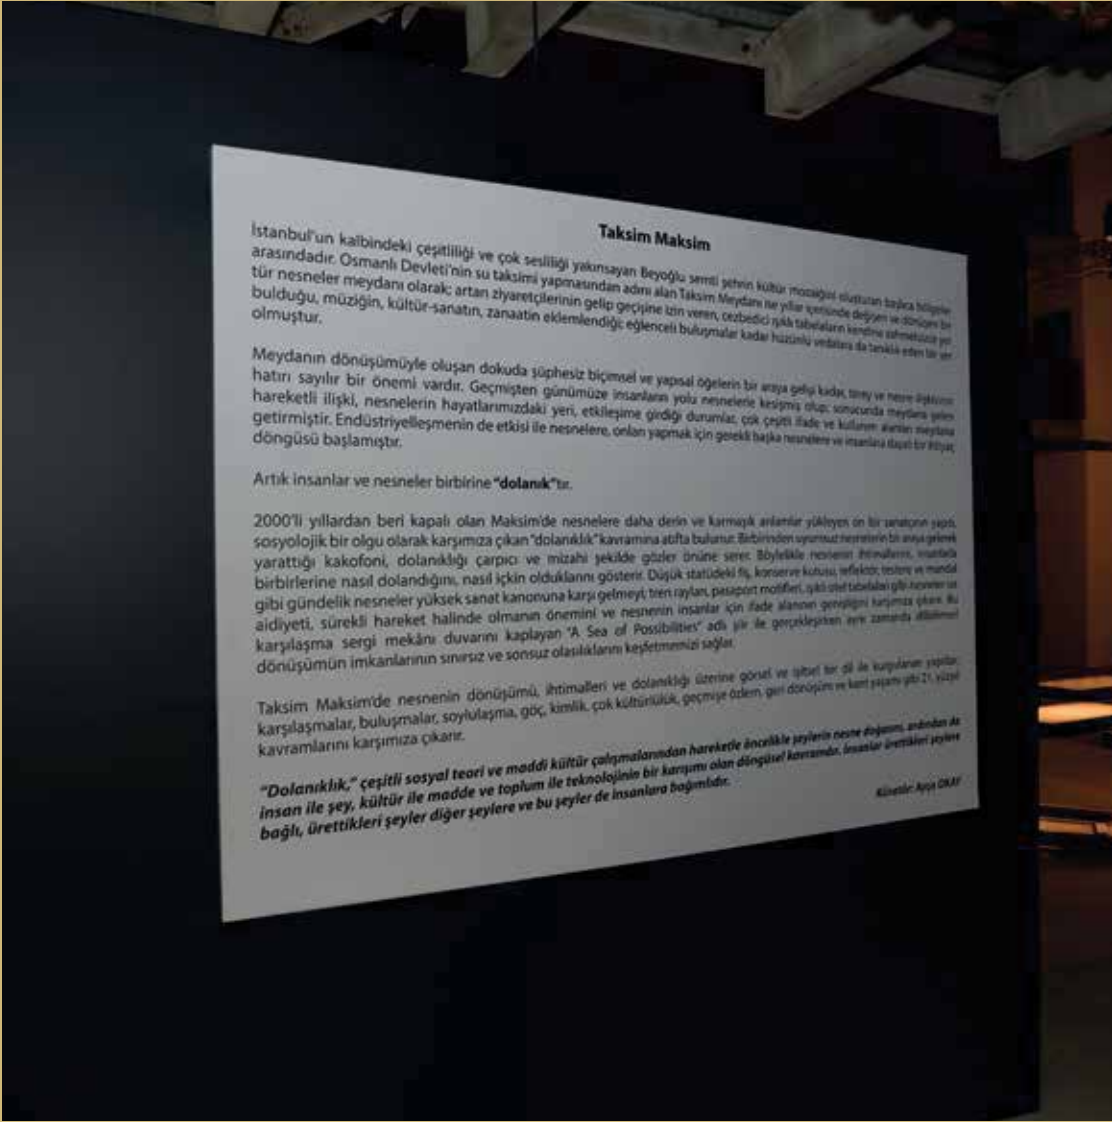 Taksim Maksim
İstanbul'un kalbindeki çeşitliliği ve çok sesliliği yakınsayan Beyoğlu semti şehrin kültür mozaiğini oluşturan başlıca bölgeler
arasındadır. Osmanlı Devleti'nin su taksimi yapmasından adını alan Taksim Meydanı ise yıllar içerisinde değişen ve dönüşen bir
tür nesneler meydanı olarak; artan ziyaretçilerinin gelip geçişine izin veren, cezbedici ışıklı tabelaların kendine zahmetsizce yer
bulduğu, müziğin, kültür-sanatın, zanaatin eklemlendiği; eğlenceli buluşmalar kadar hüzünlü vedalara da tanıklık eden bir yer
olmuştur.
Meydanın dönüşümüyle oluşan dokuda şüphesiz biçimsel ve yapısal öğelerin bir araya gelişi kadar, birey ve nesne ilişkisinin
hatırı sayılır bir önemi vardır. Geçmişten günümüze insanların yolu nesnelerle kesişmiş olup; sonucunda meydana gelen
hareketli ilişki, nesnelerin hayatlarımızdaki yeri, etkileşime girdiği durumlar, çok çeşitli ifade ve kullanım alanları meydana
getirmiştir. Endüstriyelleşmenin de etkisi ile nesnelere, onları yapmak için gerekli başka nesnelere ve insanlara dayalı bir ihtiyaç
döngüsü başlamıştır.
Artık insanlar ve nesneler birbirine "dolanık"tır.
2000'li yıllardan beri kapalı olan Maksim'de nesnelere daha derin ve karmaşık anlamlar yükleyen on bir sanatçının yapıtı,
sosyolojik bir olgu olarak karşımıza çıkan "dolanıklık" kavramına atıfta bulunur. Birbirinden uyumsuz nesnelerin bir araya gelerek
yarattığı kakofoni, dolanıklığı çarpıcı ve mizahi şekilde gözler önüne serer. Böylelikle nesnenin ihtimallerini, insanlarla
birbirlerine nasıl dolandığını, nasıl içkin olduklarını gösterir. Düşük statüdeki fiş, konserve kutusu, reflektör, testere ve mandal
gibi gündelik nesneler yüksek sanat kanonuna karşı gelmeyi; tren rayları, pasaport motifleri, ışıklı otel tabelaları gibi nesneler ise
aidiyeti, sürekli hareket halinde olmanın önemini ve nesnenin insanlar için ifade alanının genişliğini karşımıza çıkarır. Bu
karşılaşma sergi mekânı duvarını kaplayan "A Sea of Possibilities" adlı şiir ile gerçekleşirken aynı zamanda
dönüşümün imkanlarının sınırsız ve sonsuz olasılıklarını keşfetmemizi sağlar.
Taksim Maksim'de nesnenin dönüşümü, ihtimalleri ve dolanıklığı üzerine görsel ve işitsel bir dil ile kurgulanan yapıtlar;
karşılaşmalar, buluşmalar, soylulaşma, göç, kimlik, çok kültürlülük, geçmişe özlem, geri dönüşüm ve kent yaşamı gibi 21. yüzyıl
kavramlarını karşımıza çıkarır.
"Dolanıklık," çeşitli sosyal teori ve maddi kültür çalışmalarından hareketle öncelikle şeylerin nesne doğasını, ardından da
insan ile şey, kültür ile madde ve toplum ile teknolojinin bir karışımı olan döngüsel kavramdır. İnsanlar ürettikleri şeylere
bağlı, ürettikleri şeyler diğer şeylere ve bu şeyler de insanlara bağımlıdır.
Küratör: Ayça OKAY